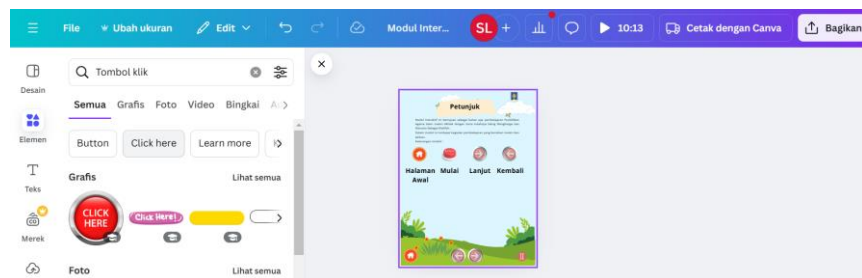 File Ubah ukuran Edit Modul Inter... SL + 10:13 Cetak dengan Canva Bagikan
Desain
Elemen
Teks
Merek
Tombol klik
Semua Grafis Foto Video Bingkai
Button Click here Learn more
Grafis Lihat semua
CLICK HERE
Click Here!
Foto Lihat semua
Petunjuk
Halaman Awal
Mulai
Lanjut
Kembali